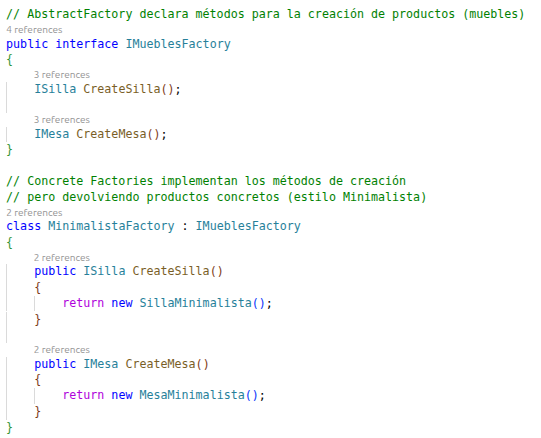 // AbstractFactory declara métodos para la creación de productos (muebles)
4 references
public interface IMueblesFactory
{
3 references
ISilla CreateSilla();
3 references
IMesa CreateMesa();
}
// Concrete Factories implementan los métodos de creación
// pero devolviendo productos concretos (estilo Minimalista)
2 references
class MinimalistaFactory : IMueblesFactory
{
2 references
public ISilla CreateSilla()
{
return new SillaMinimalista();
}
2 references
public IMesa CreateMesa()
{
return new MesaMinimalista();
}
}